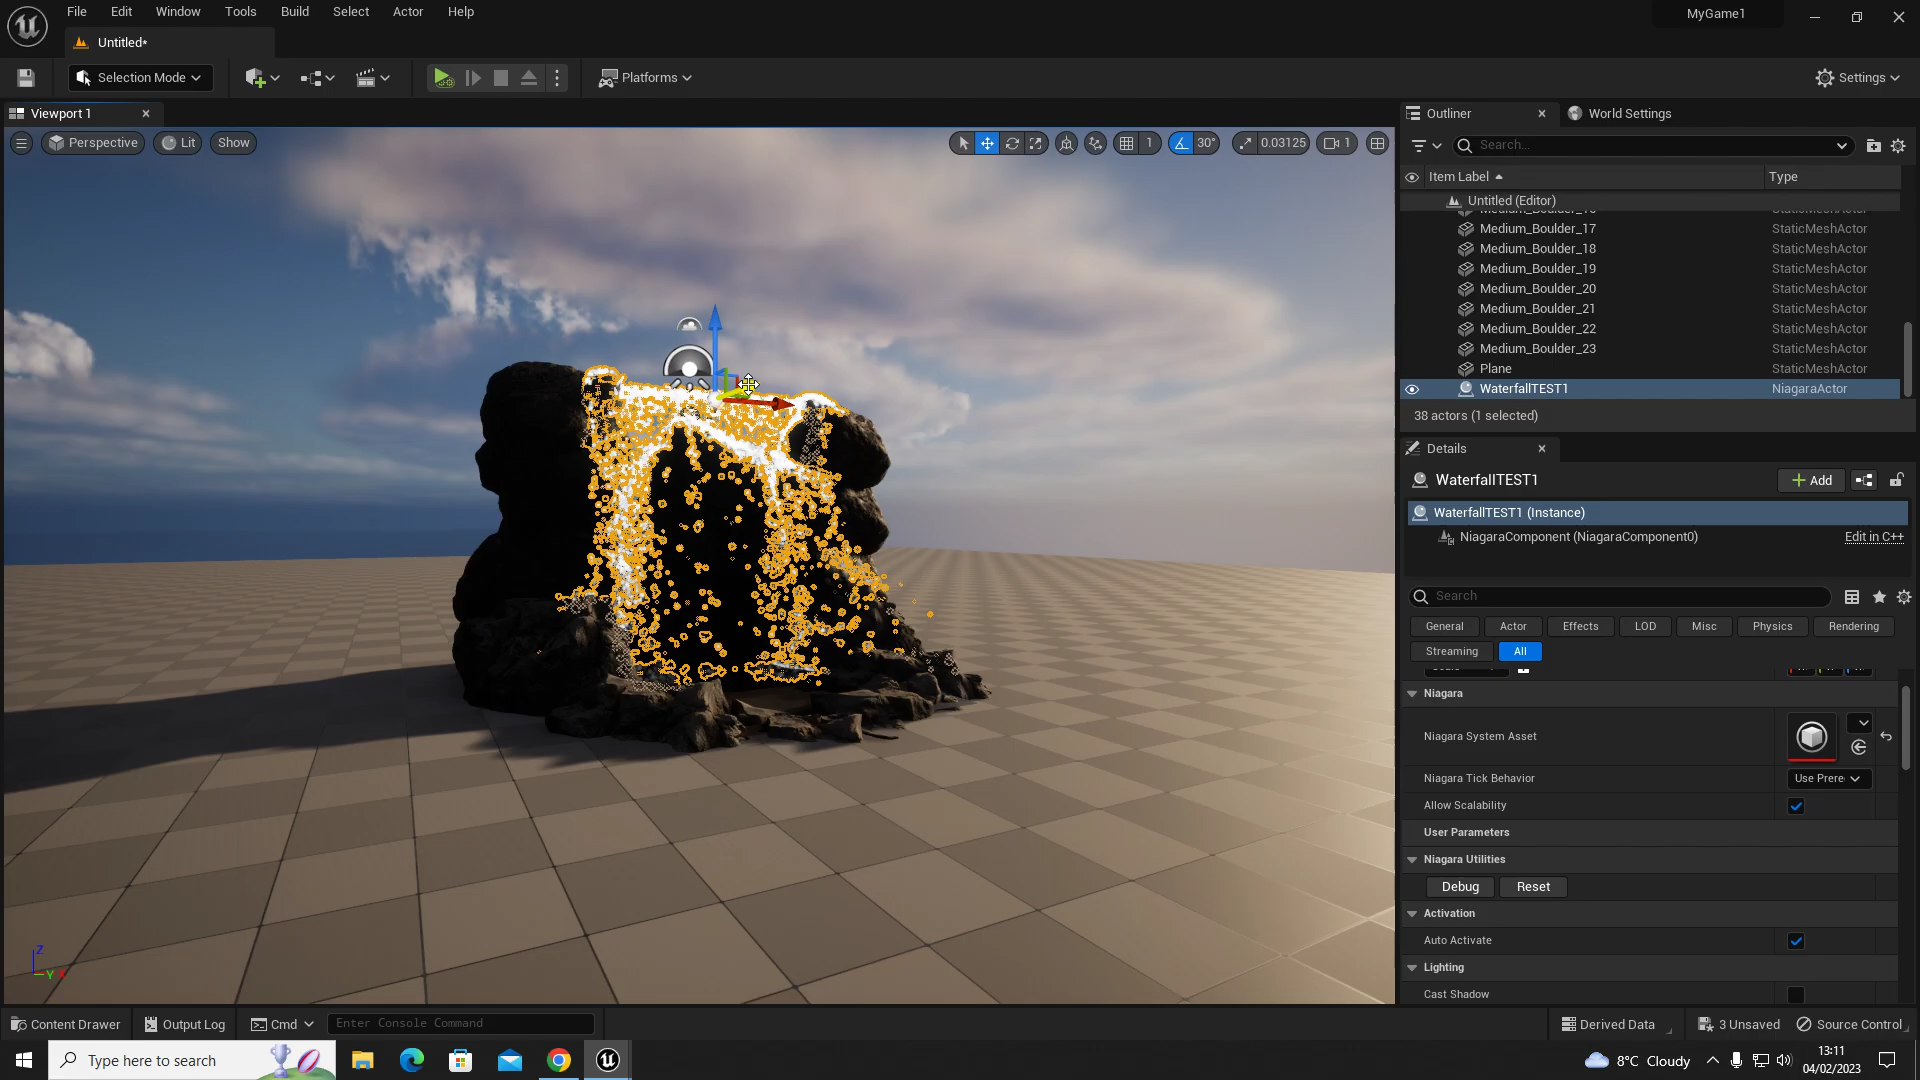 File Edit Window Tools Build Select Actor Help
MyGame1
Untitled*
Selection Mode
Platforms
Settings
Viewport 1
Outliner
World Settings
Perspective
Lit
Show
1
30°
0.03125
1
Search...
Item Label
Type
Untitled (Editor)
Medium_Boulder_17 StaticMeshActor
Medium_Boulder_18 StaticMeshActor
Medium_Boulder_19 StaticMeshActor
Medium_Boulder_20 StaticMeshActor
Medium_Boulder_21 StaticMeshActor
Medium_Boulder_22 StaticMeshActor
Medium_Boulder_23 StaticMeshActor
Plane StaticMeshActor
WaterfallTEST1 NiagaraActor
38 actors (1 selected)
Details
WaterfallTEST1
+ Add
WaterfallTEST1 (Instance)
NiagaraComponent (NiagaraComponent0) Edit in C++
Search
General Actor Effects LOD Misc Physics Rendering
Streaming All
Niagara
Niagara System Asset
Niagara Tick Behavior Use Prere
Allow Scalability
User Parameters
Niagara Utilities
Debug Reset
Activation
Auto Activate
Lighting
Cast Shadow
Z
Y X
Content Drawer
Output Log
Cmd
Enter Console Command
Derived Data
3 Unsaved
Source Control
Type here to search
8°C Cloudy
13:11
04/02/2023